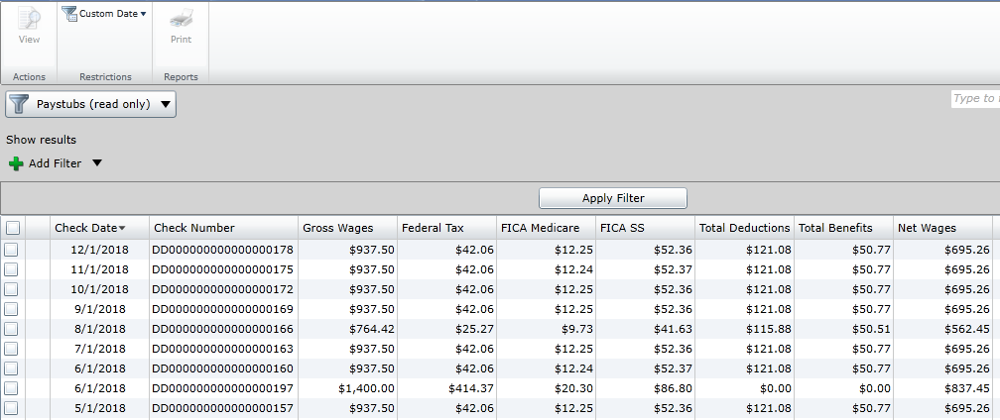 Custom Date
View Print
Actions Restrictions Reports
Paystubs (read only)
Type to
Show results
Add Filter
Apply Filter
Check Date Check Number Gross Wages Federal Tax FICA Medicare FICA SS Total Deductions Total Benefits Net Wages
12/1/2018 DD0000000000000000178 $937.50 $42.06 $12.25 $52.36 $121.08 $50.77 $695.26
11/1/2018 DD0000000000000000175 $937.50 $42.06 $12.24 $52.37 $121.08 $50.77 $695.26
10/1/2018 DD0000000000000000172 $937.50 $42.06 $12.25 $52.36 $121.08 $50.77 $695.26
9/1/2018 DD0000000000000000169 $937.50 $42.06 $12.25 $52.36 $121.08 $50.77 $695.26
8/1/2018 DD0000000000000000166 $764.42 $25.27 $9.73 $41.63 $115.88 $50.51 $562.45
7/1/2018 DD0000000000000000163 $937.50 $42.06 $12.25 $52.36 $121.08 $50.77 $695.26
6/1/2018 DD0000000000000000160 $937.50 $42.06 $12.24 $52.37 $121.08 $50.77 $695.26
6/1/2018 DD0000000000000000197 $1,400.00 $414.37 $20.30 $86.80 $0.00 $0.00 $837.45
5/1/2018 DD0000000000000000157 $937.50 $42.06 $12.25 $52.36 $121.08 $50.77 $695.26